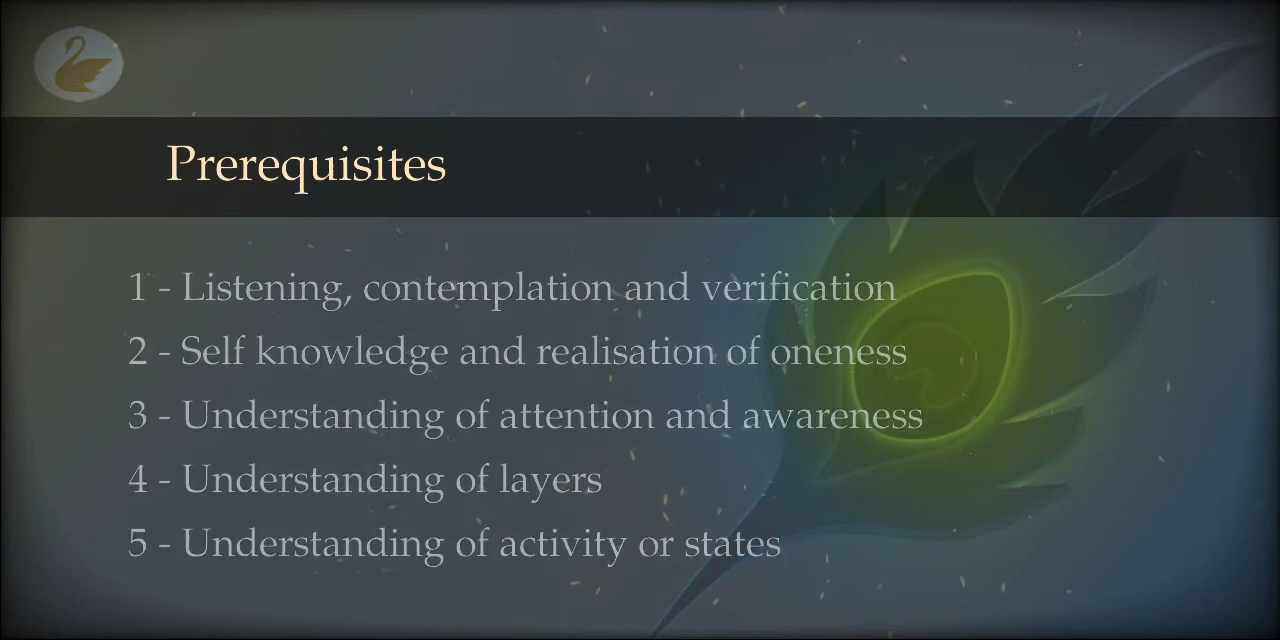 Prerequisites
1 - Listening, contemplation and verification
2 - Self knowledge and realisation of oneness
3 - Understanding of attention and awareness
4 - Understanding of layers
5 - Understanding of activity or states